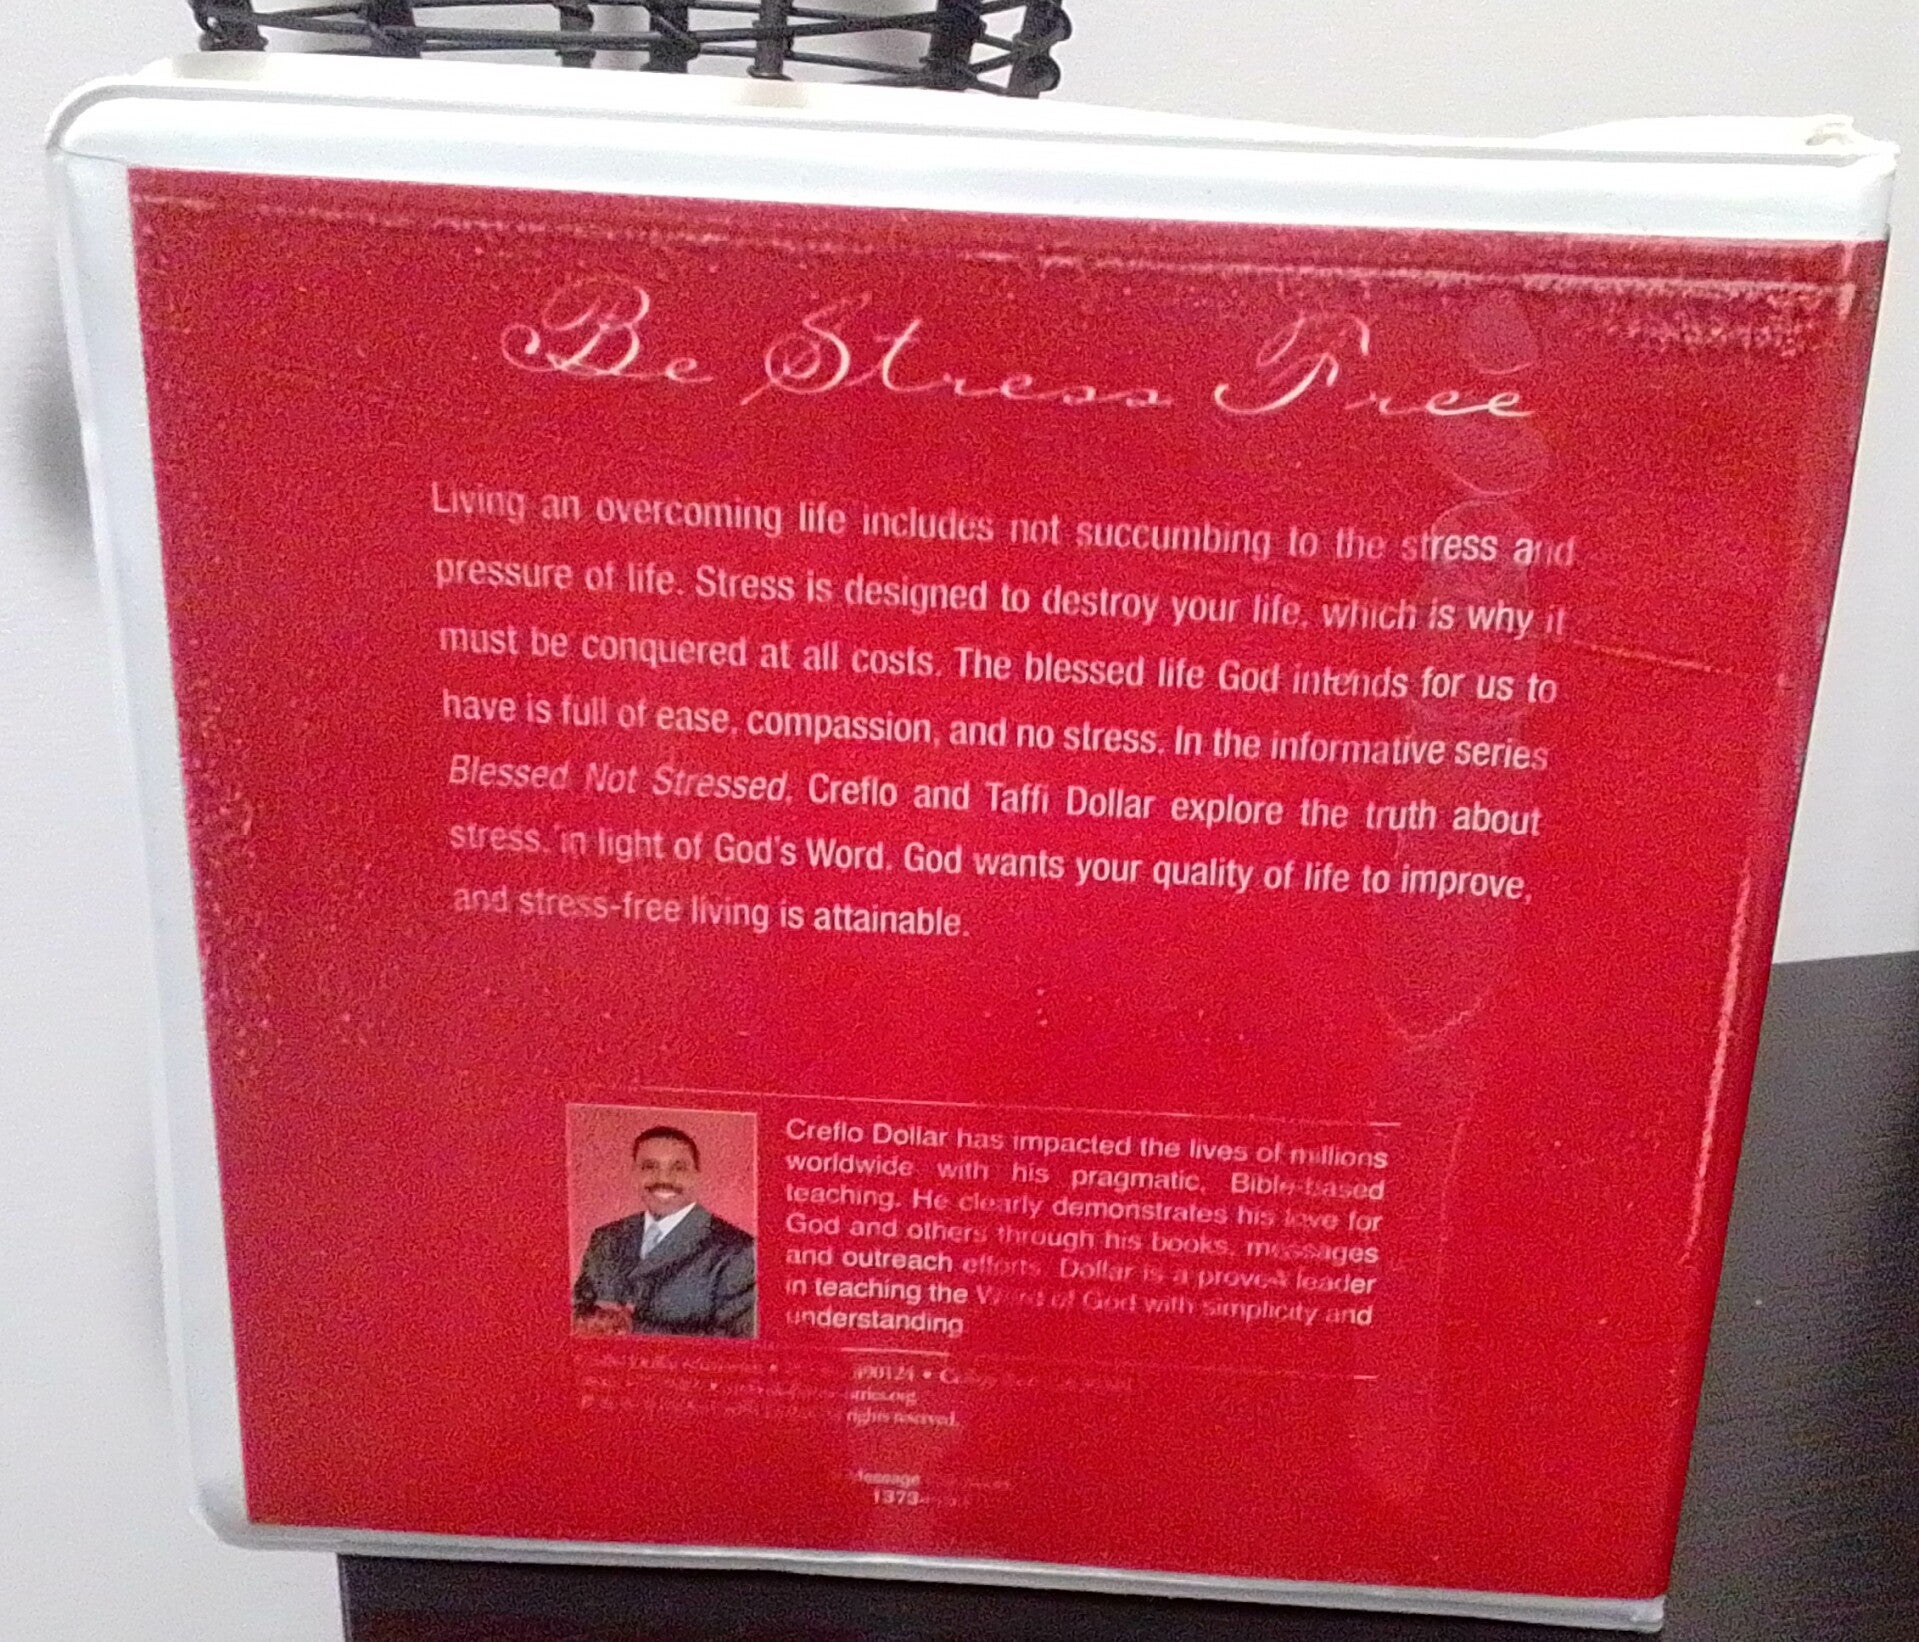 Be Stress Free
Living an overcoming life includes not succumbing to the stress and
pressure of life. Stress is designed to destroy your life, which is why it
must be conquered at all costs. The blessed life God intends for us to
have is full of ease, compassion, and no stress. In the informative series
Blessed Not Stressed, Creflo and Taffi Dollar explore the truth about
stress, in light of God's Word. God wants your quality of life to improve,
and stress-free living is attainable.
Creflo Dollar has impacted the lives of millions
worldwide with his pragmatic, Bible-based
teaching. He clearly demonstrates his love for
God and others through his books, messages
and outreach efforts. Dollar is a proven leader
in teaching the Word of God with simplicity and
understanding
490124 •
rights reserved.
Message
1373